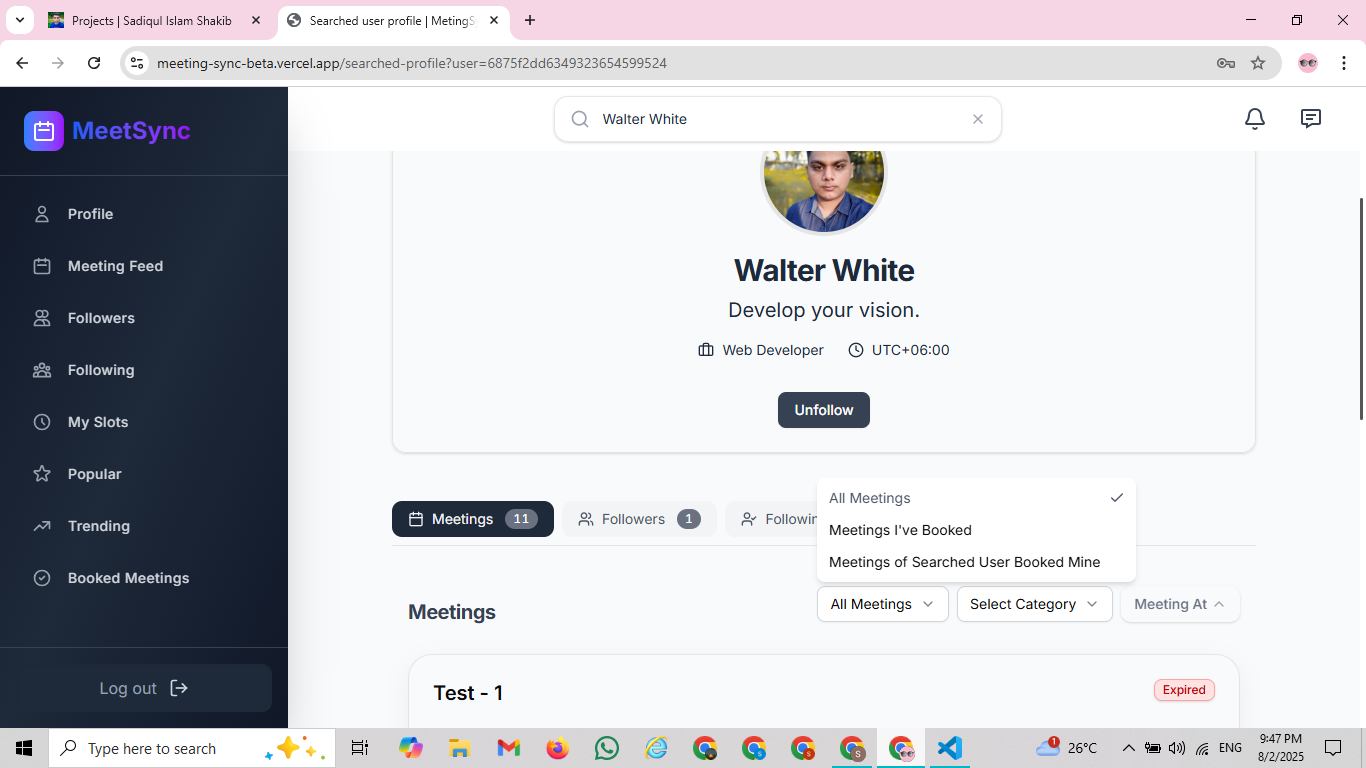 Projects | Sadiqul Islam Shakib
Searched user profile | MetingS
meeting-sync-beta.vercel.app/searched-profile?user=6875f2dd6349323654599524
MeetSync
Walter White
Profile
Meeting Feed
Followers
Following
My Slots
Popular
Trending
Booked Meetings
Log out
Walter White
Develop your vision.
Web Developer UTC+06:00
Unfollow
Meetings 11 Followers 1 Followin
All Meetings
Meetings I've Booked
Meetings of Searched User Booked Mine
Meetings All Meetings Select Category Meeting At
Test - 1 Expired
Type here to search
1 26°C ENG 9:47 PM
8/2/2025